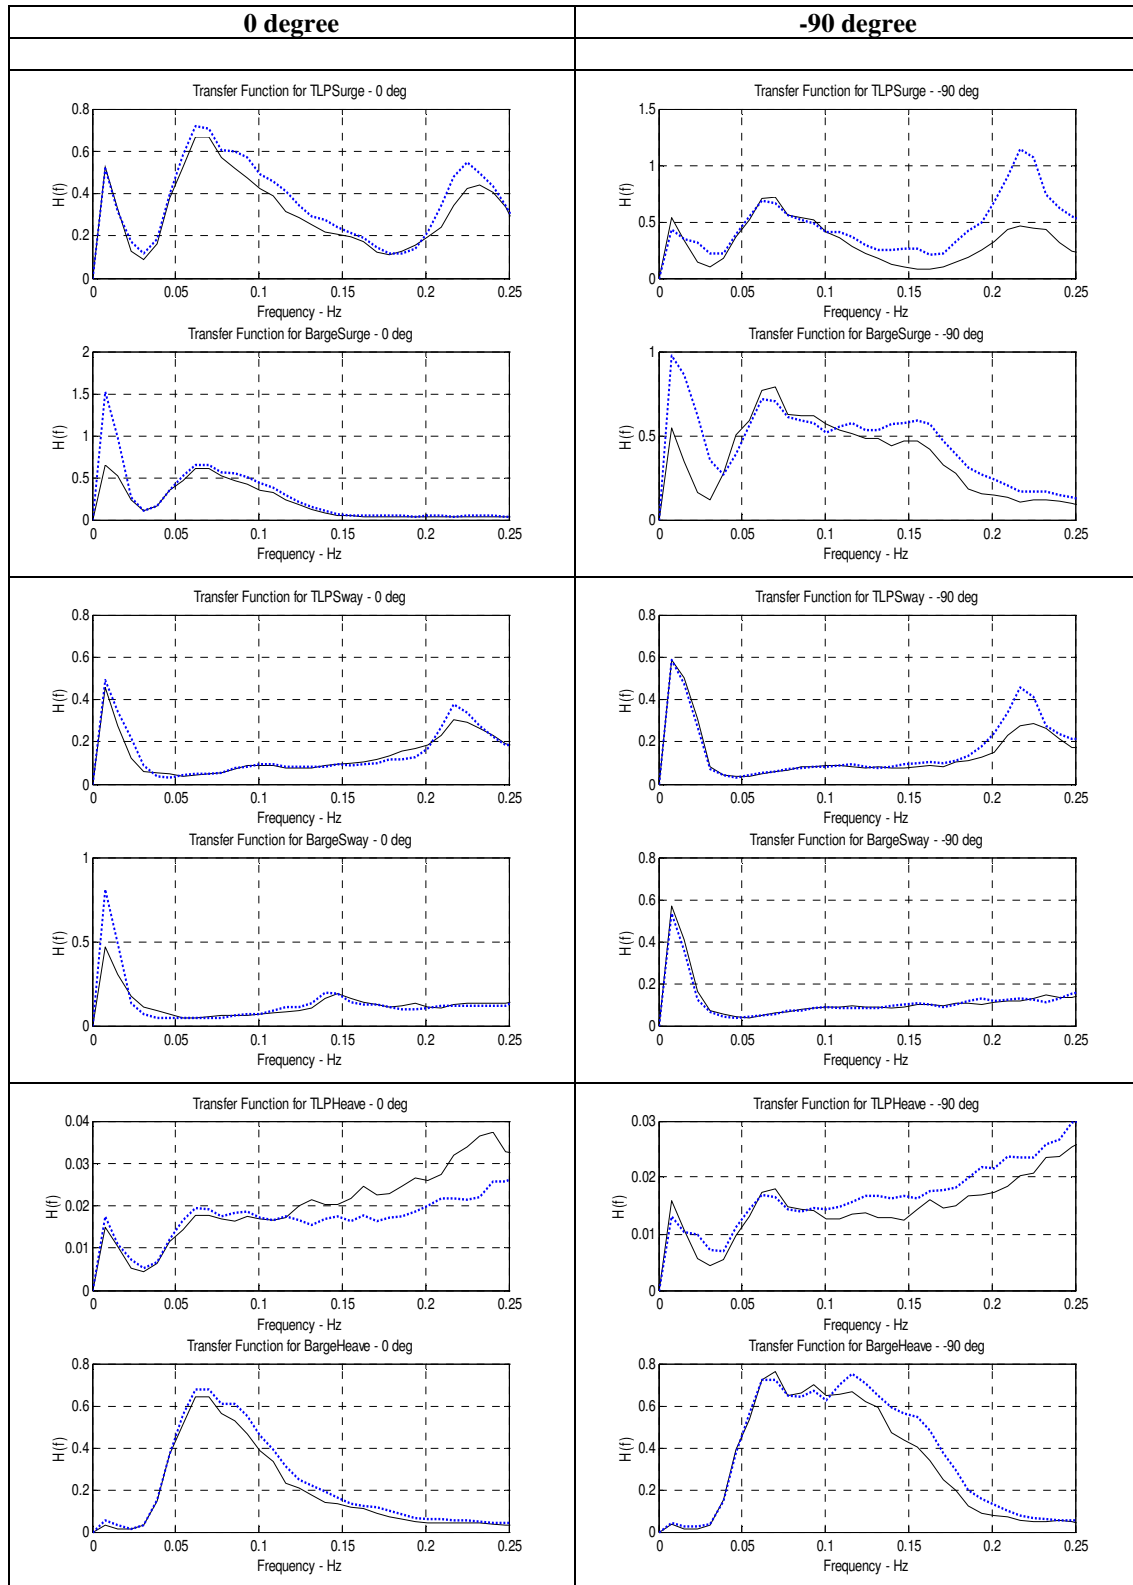 0 degree
-90 degree
Transfer Function for TLPSurge - 0 deg
0.8
0.6
0.4
0.2
0
H(f)
0 0.05 0.1 0.15 0.2 0.25
Frequency - Hz
Transfer Function for BargeSurge - 0 deg
2
1.5
1
0.5
0
H(f)
0 0.05 0.1 0.15 0.2 0.25
Frequency - Hz
Transfer Function for TLPSurge - -90 deg
1.5
1
0.5
0
H(f)
0 0.05 0.1 0.15 0.2 0.25
Frequency - Hz
Transfer Function for BargeSurge - -90 deg
1
0.5
0
H(f)
0 0.05 0.1 0.15 0.2 0.25
Frequency - Hz
Transfer Function for TLPSway - 0 deg
0.8
0.6
0.4
0.2
0
H(f)
0 0.05 0.1 0.15 0.2 0.25
Frequency - Hz
Transfer Function for BargeSway - 0 deg
1
0.5
0
H(f)
0 0.05 0.1 0.15 0.2 0.25
Frequency - Hz
Transfer Function for TLPSway - -90 deg
0.8
0.6
0.4
0.2
0
H(f)
0 0.05 0.1 0.15 0.2 0.25
Frequency - Hz
Transfer Function for BargeSway - -90 deg
0.8
0.6
0.4
0.2
0
H(f)
0 0.05 0.1 0.15 0.2 0.25
Frequency - Hz
Transfer Function for TLPHeave - 0 deg
0.04
0.03
0.02
0.01
0
H(f)
0 0.05 0.1 0.15 0.2 0.25
Frequency - Hz
Transfer Function for BargeHeave - 0 deg
0.8
0.6
0.4
0.2
0
H(f)
0 0.05 0.1 0.15 0.2 0.25
Frequency - Hz
Transfer Function for TLPHeave - -90 deg
0.03
0.02
0.01
0
H(f)
0 0.05 0.1 0.15 0.2 0.25
Frequency - Hz
Transfer Function for BargeHeave - -90 deg
0.8
0.6
0.4
0.2
0
H(f)
0 0.05 0.1 0.15 0.2 0.25
Frequency - Hz